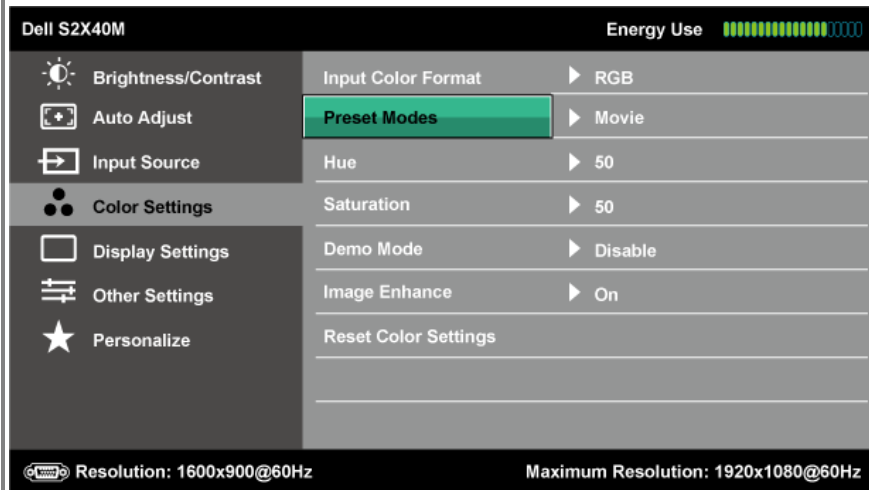 Dell S2X40M Energy Use
Brightness/Contrast Input Color Format RGB
Auto Adjust Preset Modes Movie
Input Source Hue 50
Color Settings Saturation 50
Display Settings Demo Mode Disable
Other Settings Image Enhance On
Personalize Reset Color Settings
Resolution: 1600x900@60Hz Maximum Resolution: 1920x1080@60Hz